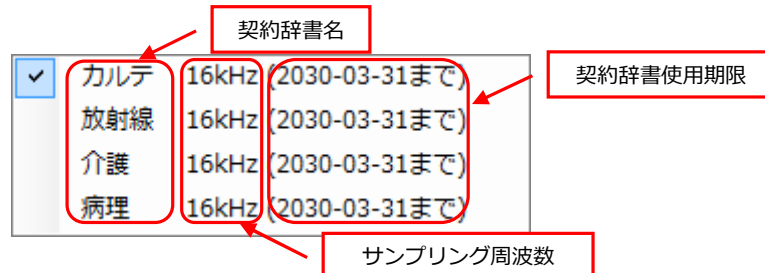 契約辞書名
カルテ 16kHz (2030-03-31まで)
契約辞書使用期限
放射線 16kHz (2030-03-31まで)
介護 16kHz (2030-03-31まで)
病理 16kHz (2030-03-31まで)
サンプリング周波数